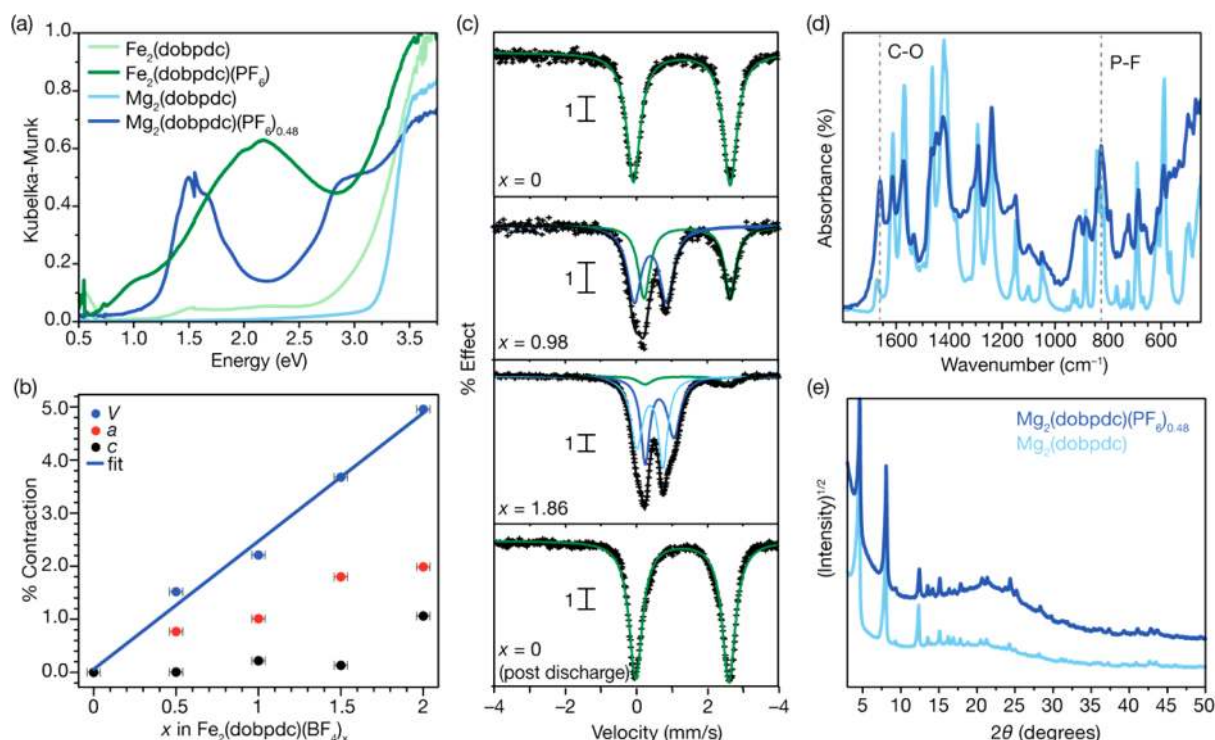 (a)
1.0
0.8
0.6
0.4
0.2
0.0
Kubelka-Munk
Fe₂(dobpdc)
Fe₂(dobpdc)(PF₆)
Mg₂(dobpdc)
Mg₂(dobpdc)(PF₆)₀.₄₈
0.5 1.0 1.5 2.0 2.5 3.0 3.5
Energy (eV)
(b)
5.0
4.0
3.0
2.0
1.0
0.0
% Contraction
V
a
c
fit
0 0.5 1 1.5 2
x in Fe₂(dobpdc)(BF₄)ₓ
(c)
% Effect
1
x = 0
1
x = 0.98
1
x = 1.86
1
x = 0
(post discharge)
-4 -2 0 2 -4
-4 -2 0 2 4
Velocity (mm/s)
(d)
C-O
P-F
Absorbance (%)
1600 1400 1200 1000 800 600
Wavenumber (cm⁻¹)
(e)
Mg₂(dobpdc)(PF₆)₀.₄₈
Mg₂(dobpdc)
(Intensity)¹/²
5 10 15 20 25 30 35 40 45 50
2θ (degrees)